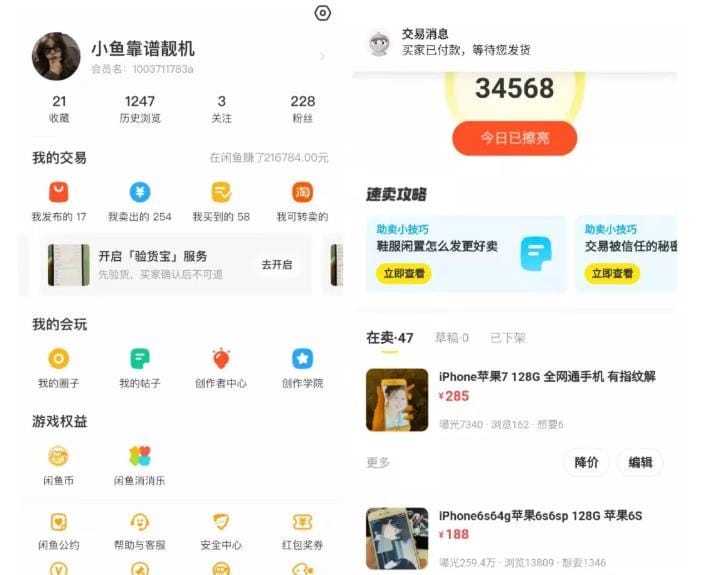 小鱼靠谱靓机
会员名：1003711783a
21
1247
3
228
收藏
历史浏览
关注
粉丝
我的交易
在闲鱼赚了216784.00元
我发布的 17
我卖出的 254
我买到的 58
我可转卖的
开启「验货宝」服务
先验货、买家确认后不可退
去开启
我的会玩
我的圈子
我的帖子
创作者中心
创作学院
游戏权益
闲鱼币
闲鱼消消乐
闲鱼公约
帮助与客服
安全中心
红包奖券
交易消息
买家已付款，等待您发货
34568
今日已擦亮
速卖攻略
助卖小技巧
鞋服闲置怎么发更好卖
立即查看
助卖小技巧
交易被信任的秘密
立即查看
在卖·47
草稿·0
已下架
iPhone苹果7 128G 全网通手机 有指纹解
¥285
曝光7340 · 浏览162 · 想要6
更多
降价
编辑
iPhone6s64g苹果6s6sp 128G 苹果6S
¥188
曝光259.4万 · 浏览13809 · 想要1346